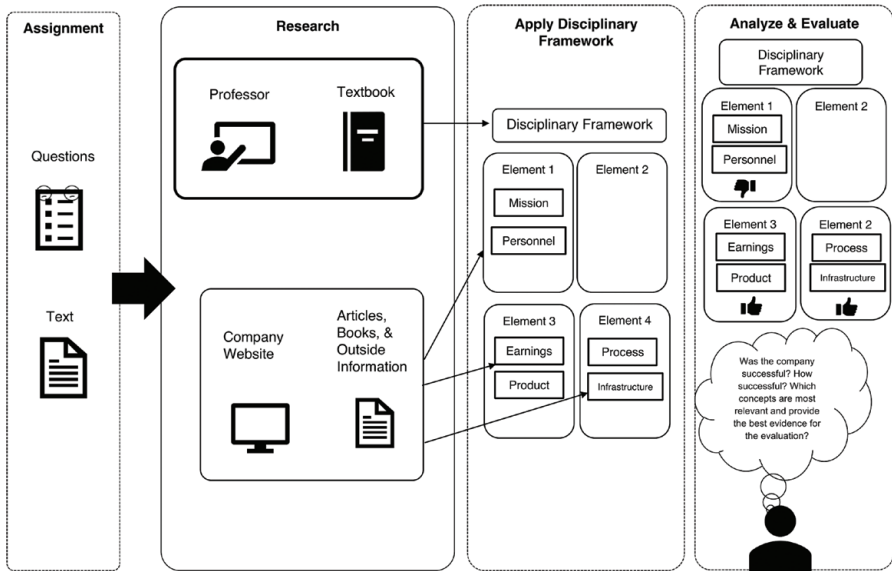 Assignment
Questions
Text
Research
Professor
Textbook
Company
Website
Articles,
Books, &
Outside
Information
Apply Disciplinary
Framework
Disciplinary Framework
Element 1
Mission
Personnel
Element 2
Element 3
Earnings
Product
Element 4
Process
Infrastructure
Analyze & Evaluate
Disciplinary
Framework
Element 1
Mission
Personnel
Element 2
Element 3
Earnings
Product
Element 2
Process
Infrastructure
Was the company
successful? How
successful? Which
concepts are most
relevant and provide
the best evidence for
the evaluation?